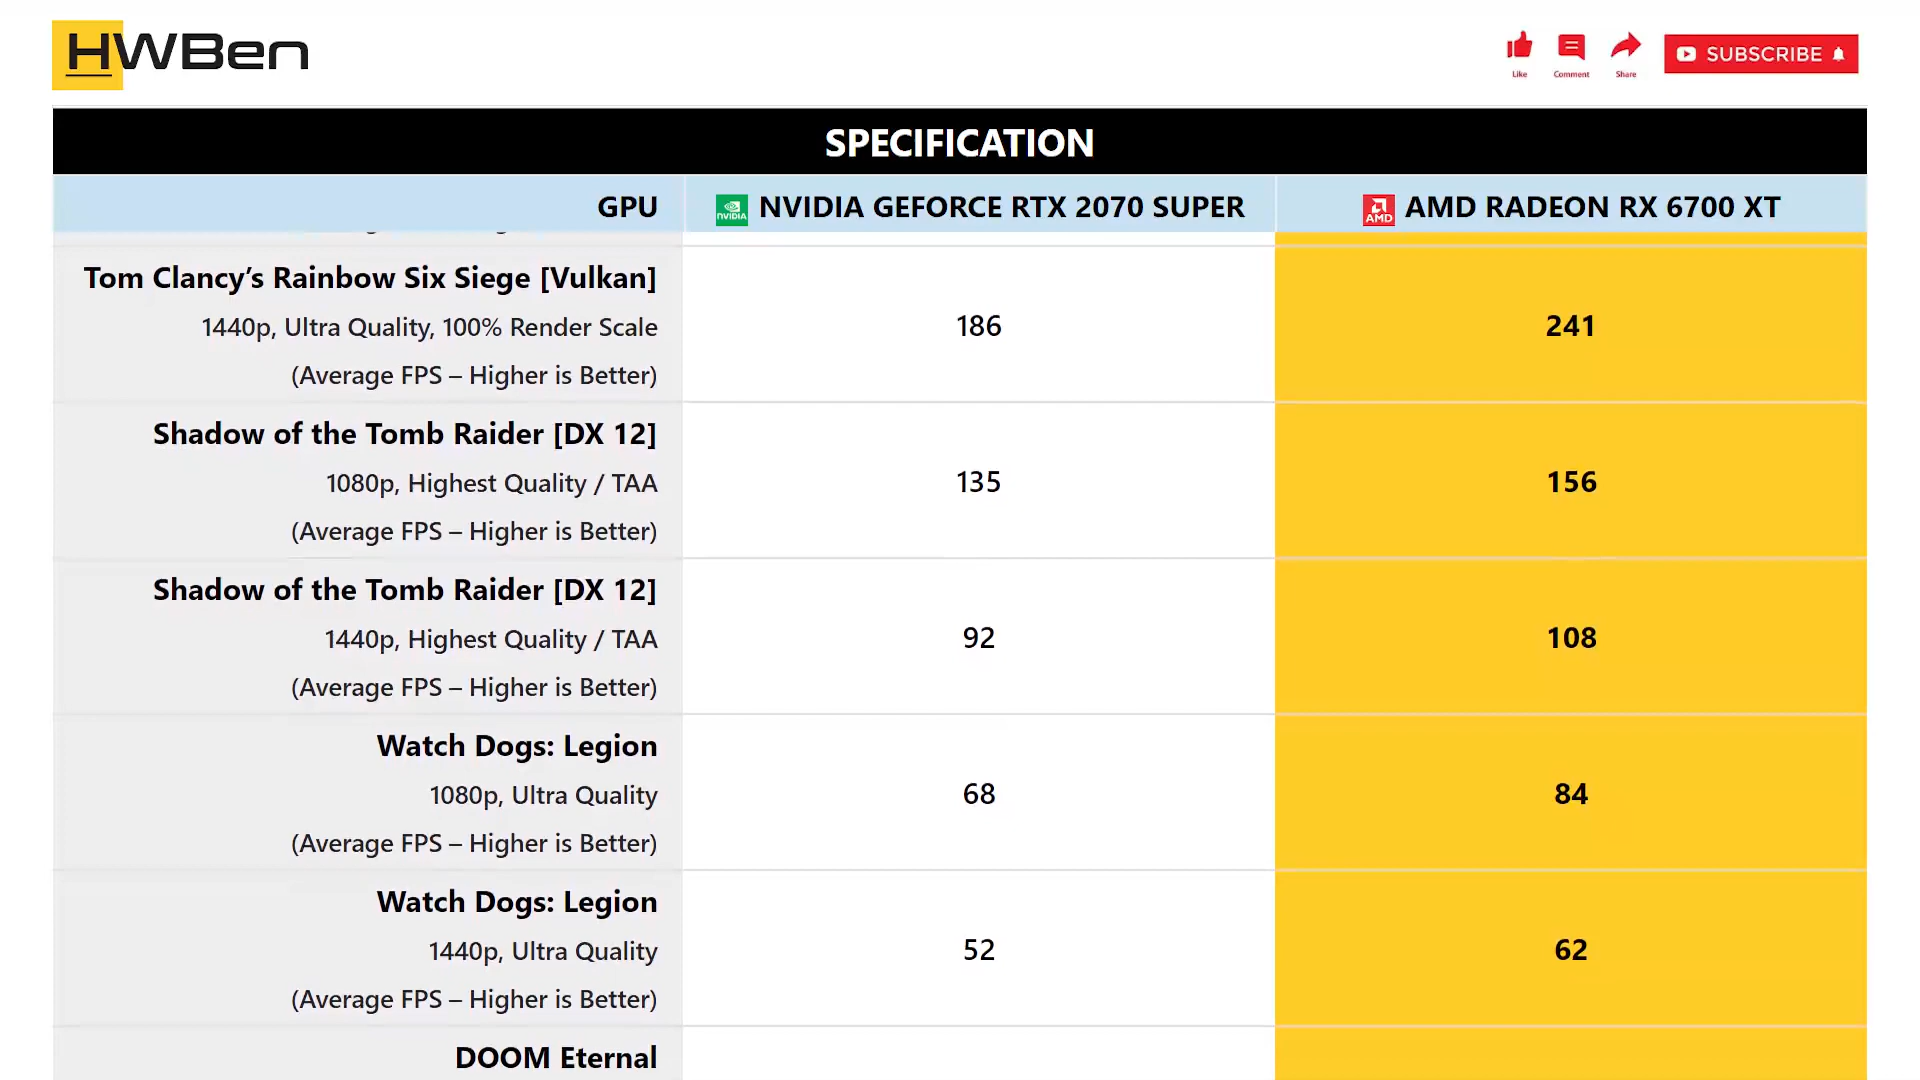 HWBen
Like
Comment
Share
SUBSCRIBE
SPECIFICATION
GPU
NVIDIA
NVIDIA GEFORCE RTX 2070 SUPER
AMD
AMD RADEON RX 6700 XT
Tom Clancy’s Rainbow Six Siege [Vulkan]
1440p, Ultra Quality, 100% Render Scale
(Average FPS – Higher is Better)
186
241
Shadow of the Tomb Raider [DX 12]
1080p, Highest Quality / TAA
(Average FPS – Higher is Better)
135
156
Shadow of the Tomb Raider [DX 12]
1440p, Highest Quality / TAA
(Average FPS – Higher is Better)
92
108
Watch Dogs: Legion
1080p, Ultra Quality
(Average FPS – Higher is Better)
68
84
Watch Dogs: Legion
1440p, Ultra Quality
(Average FPS – Higher is Better)
52
62
DOOM Eternal